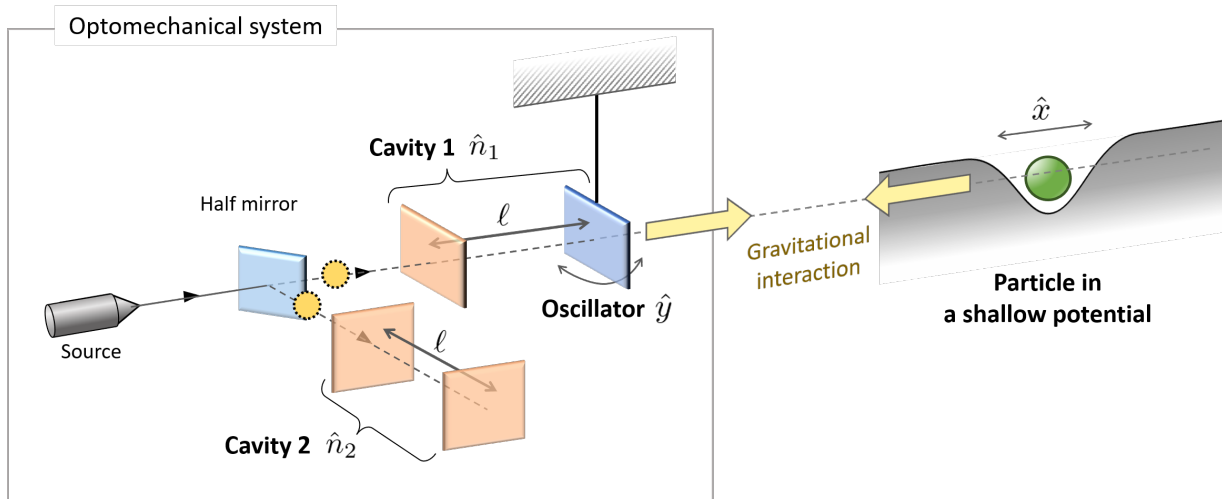 Optomechanical system
x̂
Cavity 1 n̂₁
Half mirror
ℓ
Gravitational
interaction
Oscillator ŷ
Particle in
a shallow potential
Source
ℓ
Cavity 2 n̂₂